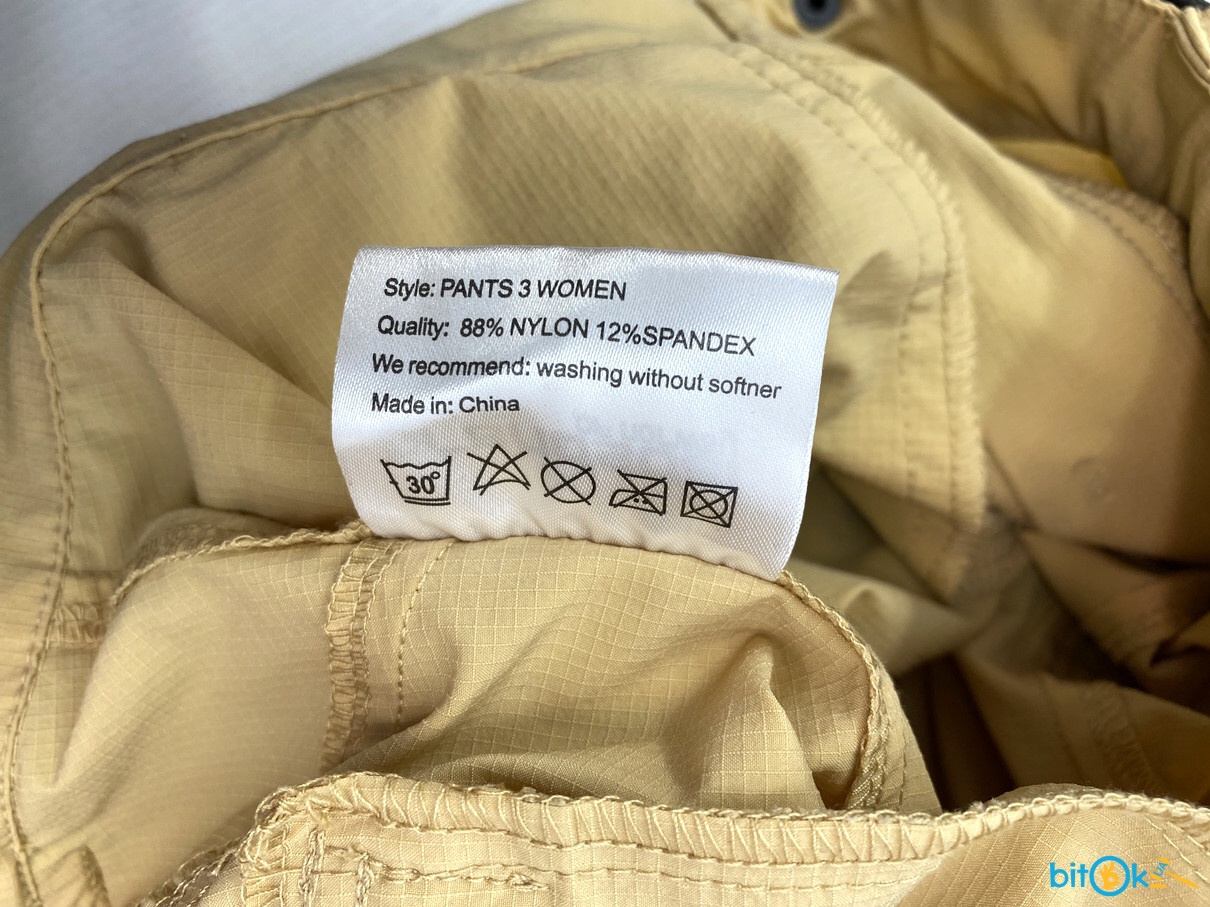 Style: PANTS 3 WOMEN
Quality: 88% NYLON 12%SPANDEX
We recommend: washing without softner
Made in: China
30°
bitOk